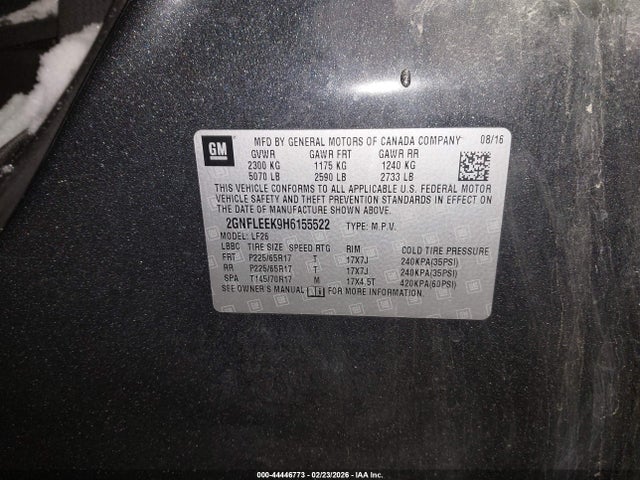 GM
MFD BY GENERAL MOTORS OF CANADA COMPANY 08/16
GVWR GAWR FRT GAWR RR
2300 KG 1175 KG 1240 KG
5070 LB 2590 LB 2733 LB
THIS VEHICLE CONFORMS TO ALL APPLICABLE U.S. FEDERAL MOTOR
VEHICLE SAFETY AND THEFT PREVENTION STANDARDS IN EFFECT ON
THE DATE OF MANUFACTURE SHOWN ABOVE.
2GNFLEEK9H6155522 TYPE: M.P.V.
MODEL: LF26
LBBC TIRE SIZE SPEED RTG RIM COLD TIRE PRESSURE
FRT P225/65R17 T 17X7J 240KPA(35PSI)
RR P225/65R17 T 17X7J 240KPA(35PSI)
SPA T145/70R17 M 17X4.5T 420KPA(60PSI)
SEE OWNER'S MANUAL FOR MORE INFORMATION.
000-44446773 - 02/23/2026 - IAA Inc.